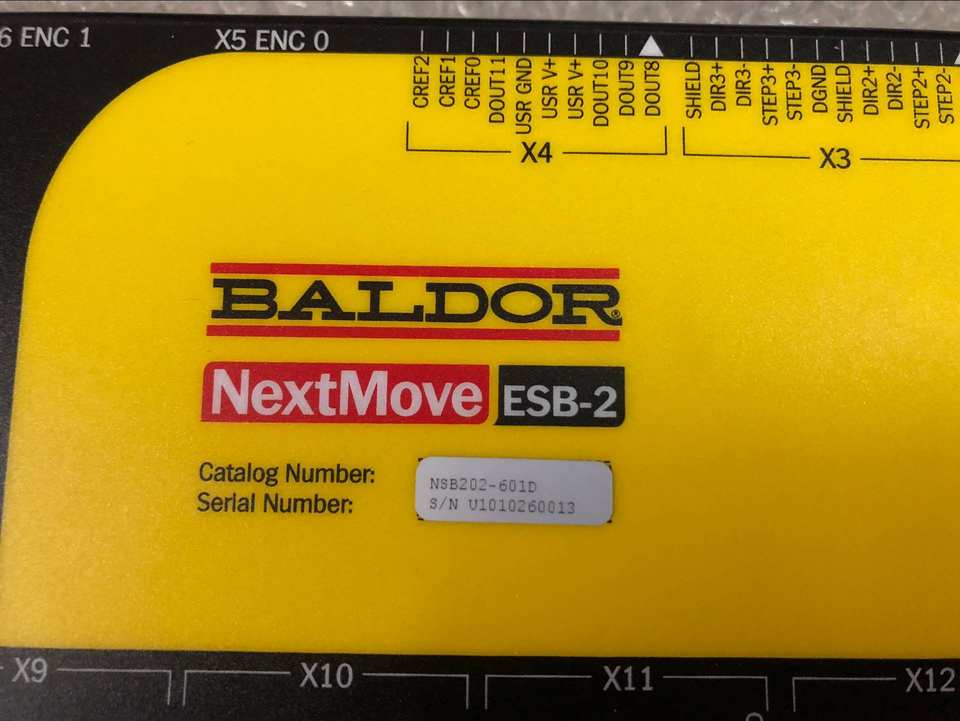 6 ENC 1
X5 ENC 0
CREF2
CREF1
CREF0
DOUT11
USR GND
USR V+
USR V+
DOUT10
DOUT9
DOUT8
SHIELD
DIR3+
DIR3-
STEP3+
STEP3-
DGND
SHIELD
DIR2+
DIR2-
STEP2+
STEP2-
X4
X3
BALDOR®
NextMove ESB-2
Catalog Number: NSB202-601D
Serial Number: S/N U1010260013
X9
X10
X11
X12